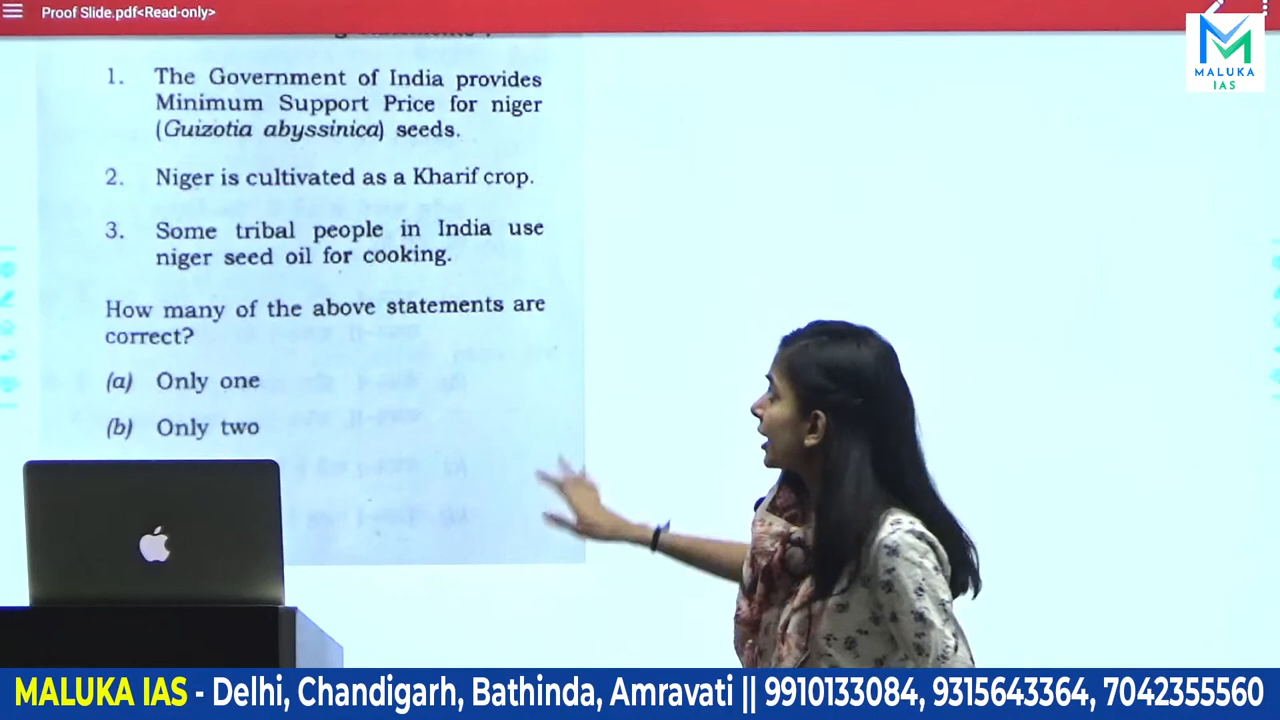 Proof Slide.pdf<Read-only>
MALUKA
IAS
1. The Government of India provides
Minimum Support Price for niger
(Guizotia abyssinica) seeds.
2. Niger is cultivated as a Kharif crop.
3. Some tribal people in India use
niger seed oil for cooking.
How many of the above statements are
correct?
(a) Only one
(b) Only two
MALUKA IAS - Delhi, Chandigarh, Bathinda, Amravati || 9910133084, 9315643364, 7042355560